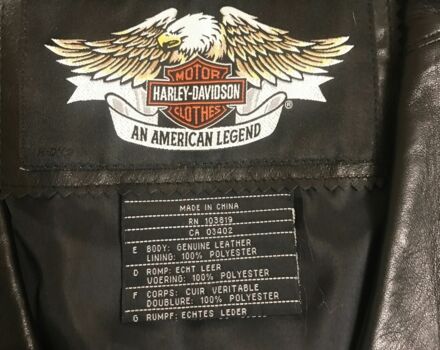 MOTOR
HARLEY-DAVIDSON
CLOTHES
®
AN AMERICAN LEGEND
MADE IN CHINA
RN 103819
CA 03402
E BODY: GENUINE LEATHER
LINING: 100% POLYESTER
D ROMP: ECHT LEER
VOERING: 100% POLYESTER
F CORPS: CUIR VERITABLE
DOUBLURE: 100% POLYESTER
G RUMPF: ECHTES LEDER